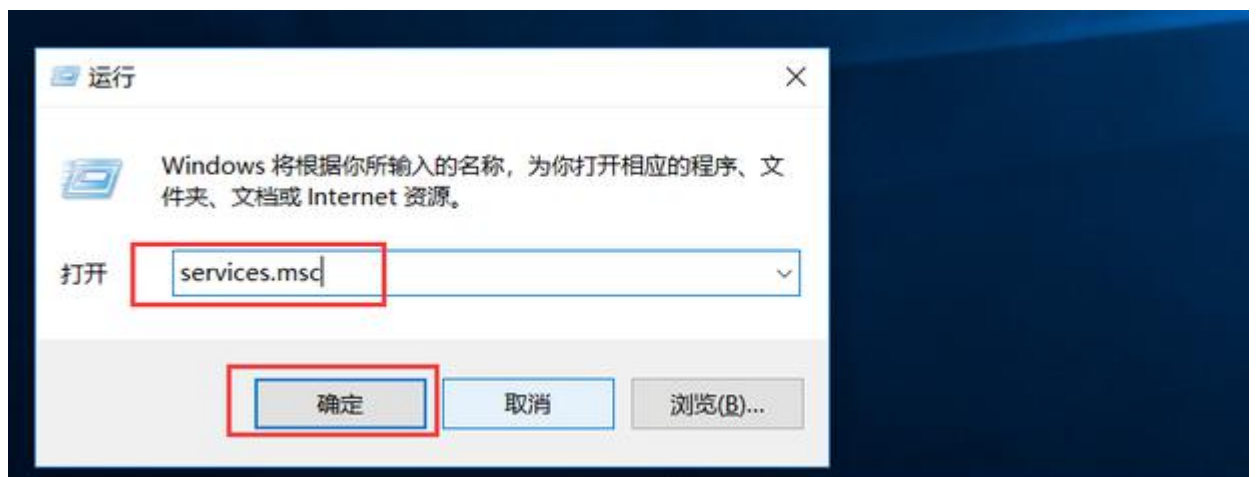 运行
Windows 将根据你所输入的名称，为你打开相应的程序、文
件夹、文档或 Internet 资源。
打开 services.msc
确定 取消 浏览(B)...